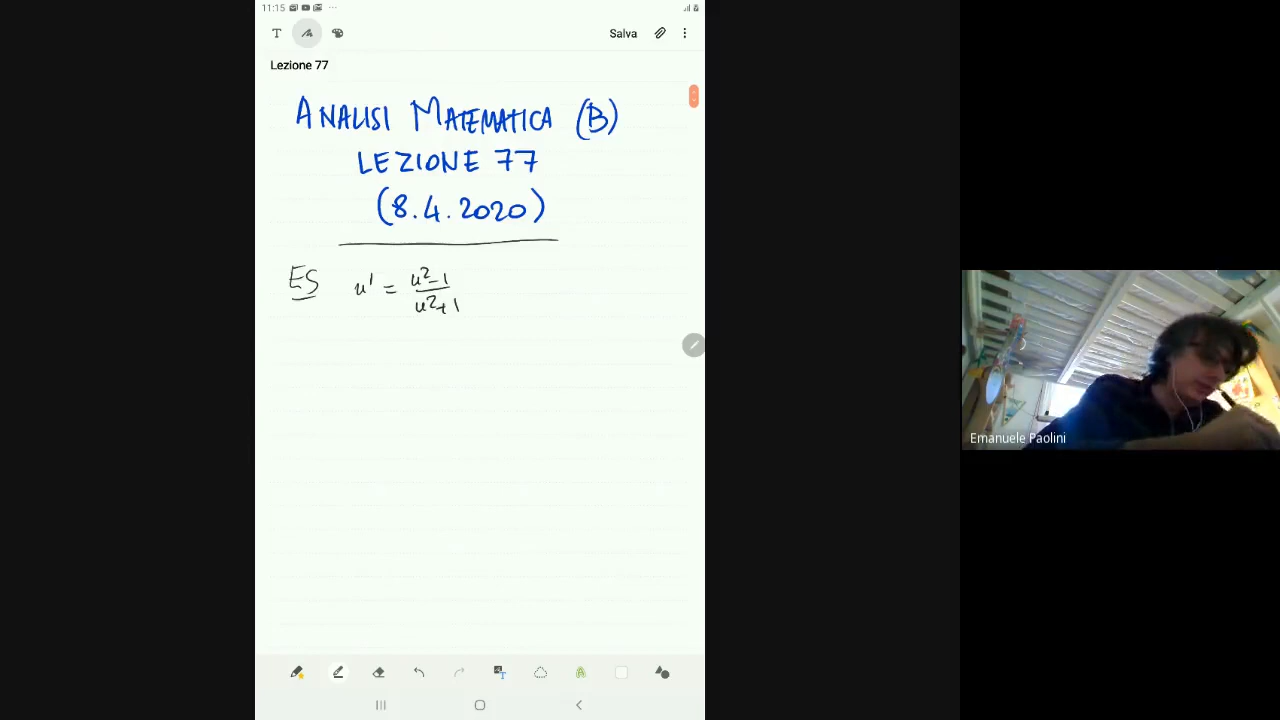 11:15
Salva
Lezione 77
ANALISI MATEMATICA (B)
LEZIONE 77
(8.4.2020)
ES u' = u²-1 / u²+1
Emanuele Paolini